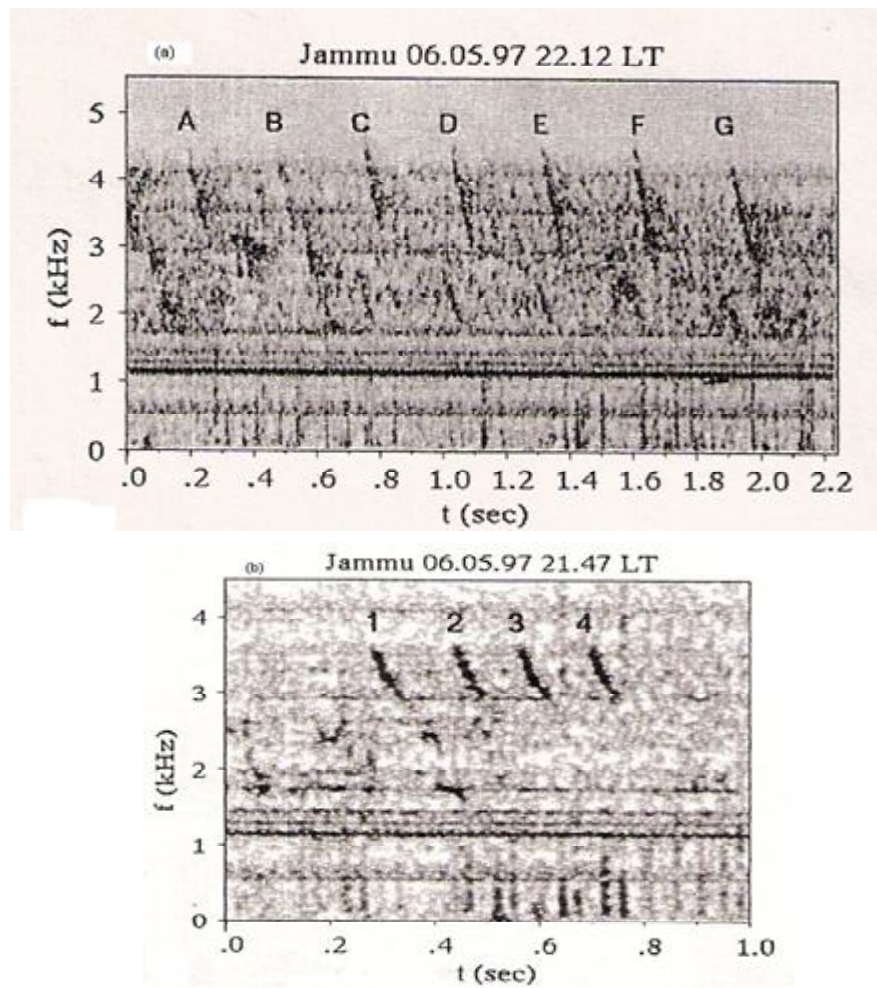 (a) Jammu 06.05.97 22.12 LT
A B C D E F G
5
4
3
2
1
0
f (kHz)
.0 .2 .4 .6 .8 1.0 1.2 1.4 1.6 1.8 2.0 2.2
t (sec)
(b) Jammu 06.05.97 21.47 LT
1 2 3 4
4
3
2
1
0
f (kHz)
.0 .2 .4 .6 .8 1.0
t (sec)